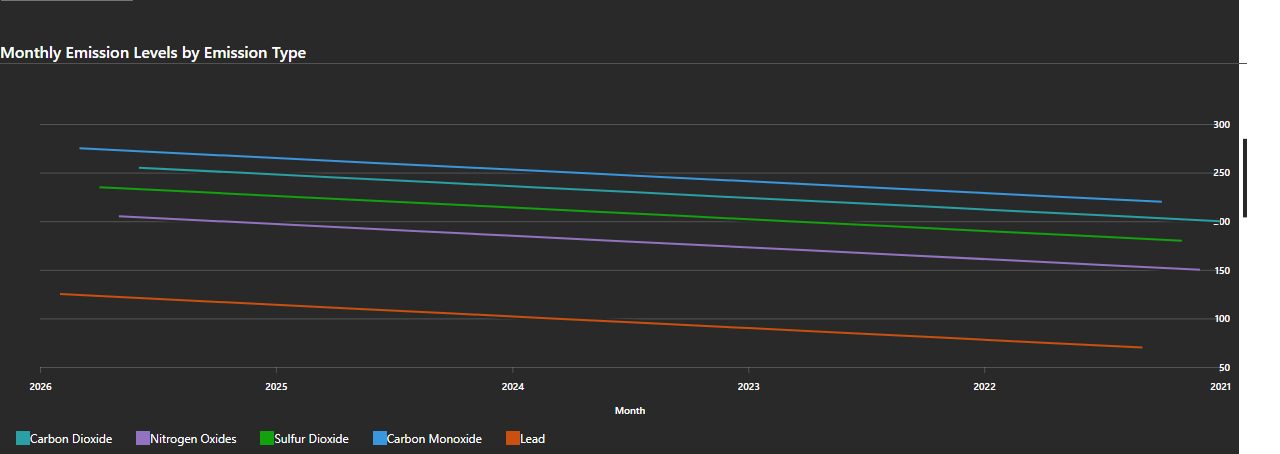 Monthly Emission Levels by Emission Type
300
250
200
150
100
50
2026 2025 2024 2023 2022 2021
Month
Carbon Dioxide Nitrogen Oxides Sulfur Dioxide Carbon Monoxide Lead